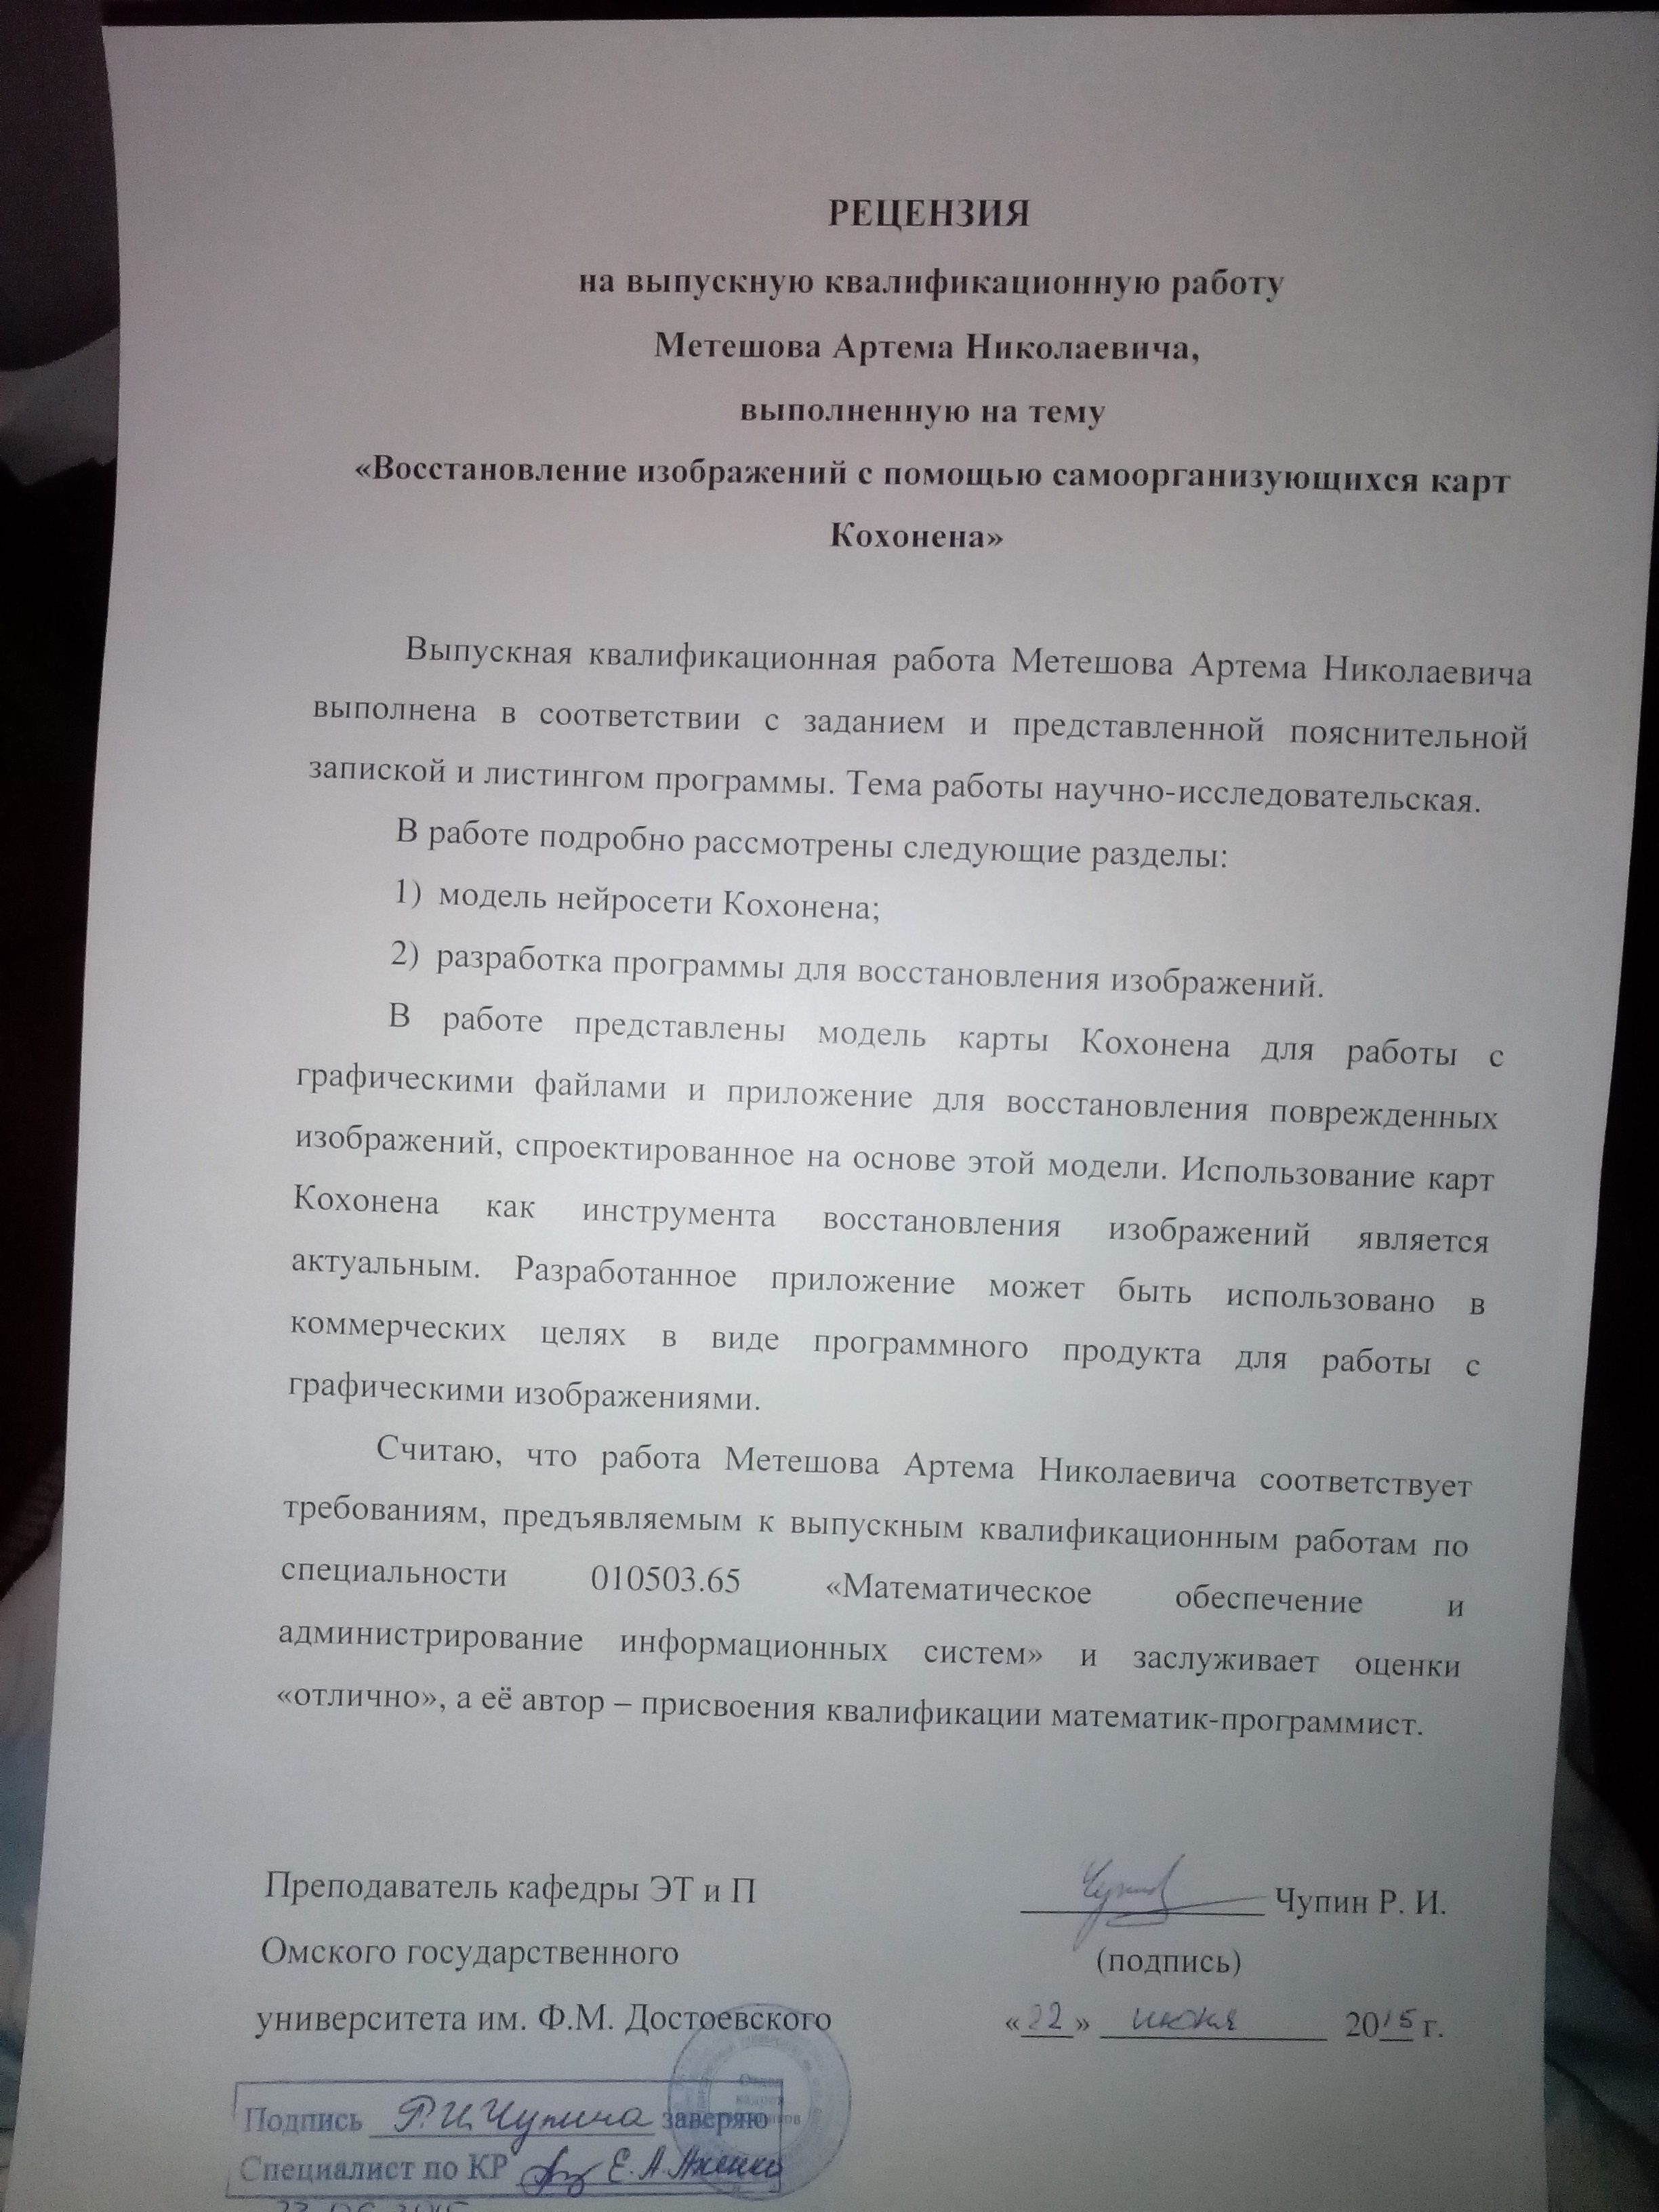 РЕЦЕНЗИЯ
на выпускную квалификационную работу
Метешова Артема Николаевича,
выполненную на тему
«Восстановление изображений с помощью самоорганизующихся карт
Кохонена»
Выпускная квалификационная работа Метешова Артема Николаевича
выполнена в соответствии с заданием и представленной пояснительной
запиской и листингом программы. Тема работы научно-исследовательская.
В работе подробно рассмотрены следующие разделы:
1) модель нейросети Кохонена;
2) разработка программы для восстановления изображений.
В работе представлены модель карты Кохонена для работы с
графическими файлами и приложение для восстановления поврежденных
изображений, спроектированное на основе этой модели. Использование карт
Кохонена как инструмента восстановления изображений является
актуальным. Разработанное приложение может быть использовано в
коммерческих целях в виде программного продукта для работы с
графическими изображениями.
Считаю, что работа Метешова Артема Николаевича соответствует
требованиям, предъявляемым к выпускным квалификационным работам по
специальности 010503.65 «Математическое обеспечение и
администрирование информационных систем» и заслуживает оценки
«отлично», а её автор – присвоения квалификации математик-программист.
Преподаватель кафедры ЭТ и П
Чупин Р. И.
Омского государственного
(подпись)
университета им. Ф.М. Достоевского
«22» июня 2015 г.
Подпись Р.И. Чупина заверяю
Специалист по КР Е. А.